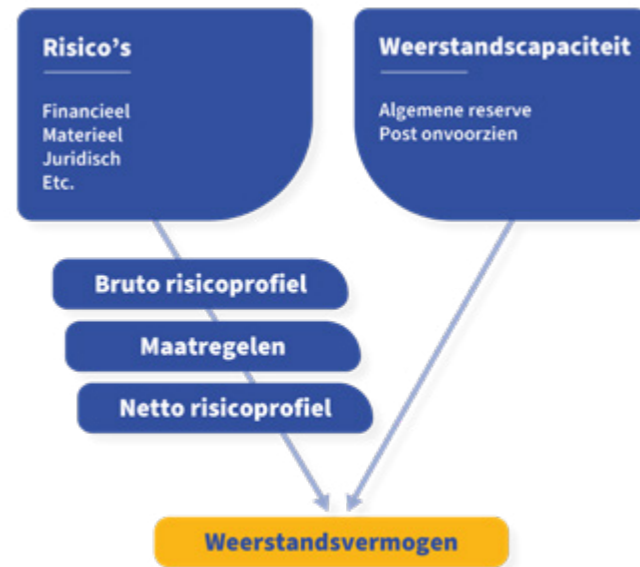 Risico's
Financieel
Materieel
Juridisch
Etc.
Weerstandscapaciteit
Algemene reserve
Post onvoorzien
Bruto risicoprofiel
Maatregelen
Netto risicoprofiel
Weerstandsvermogen